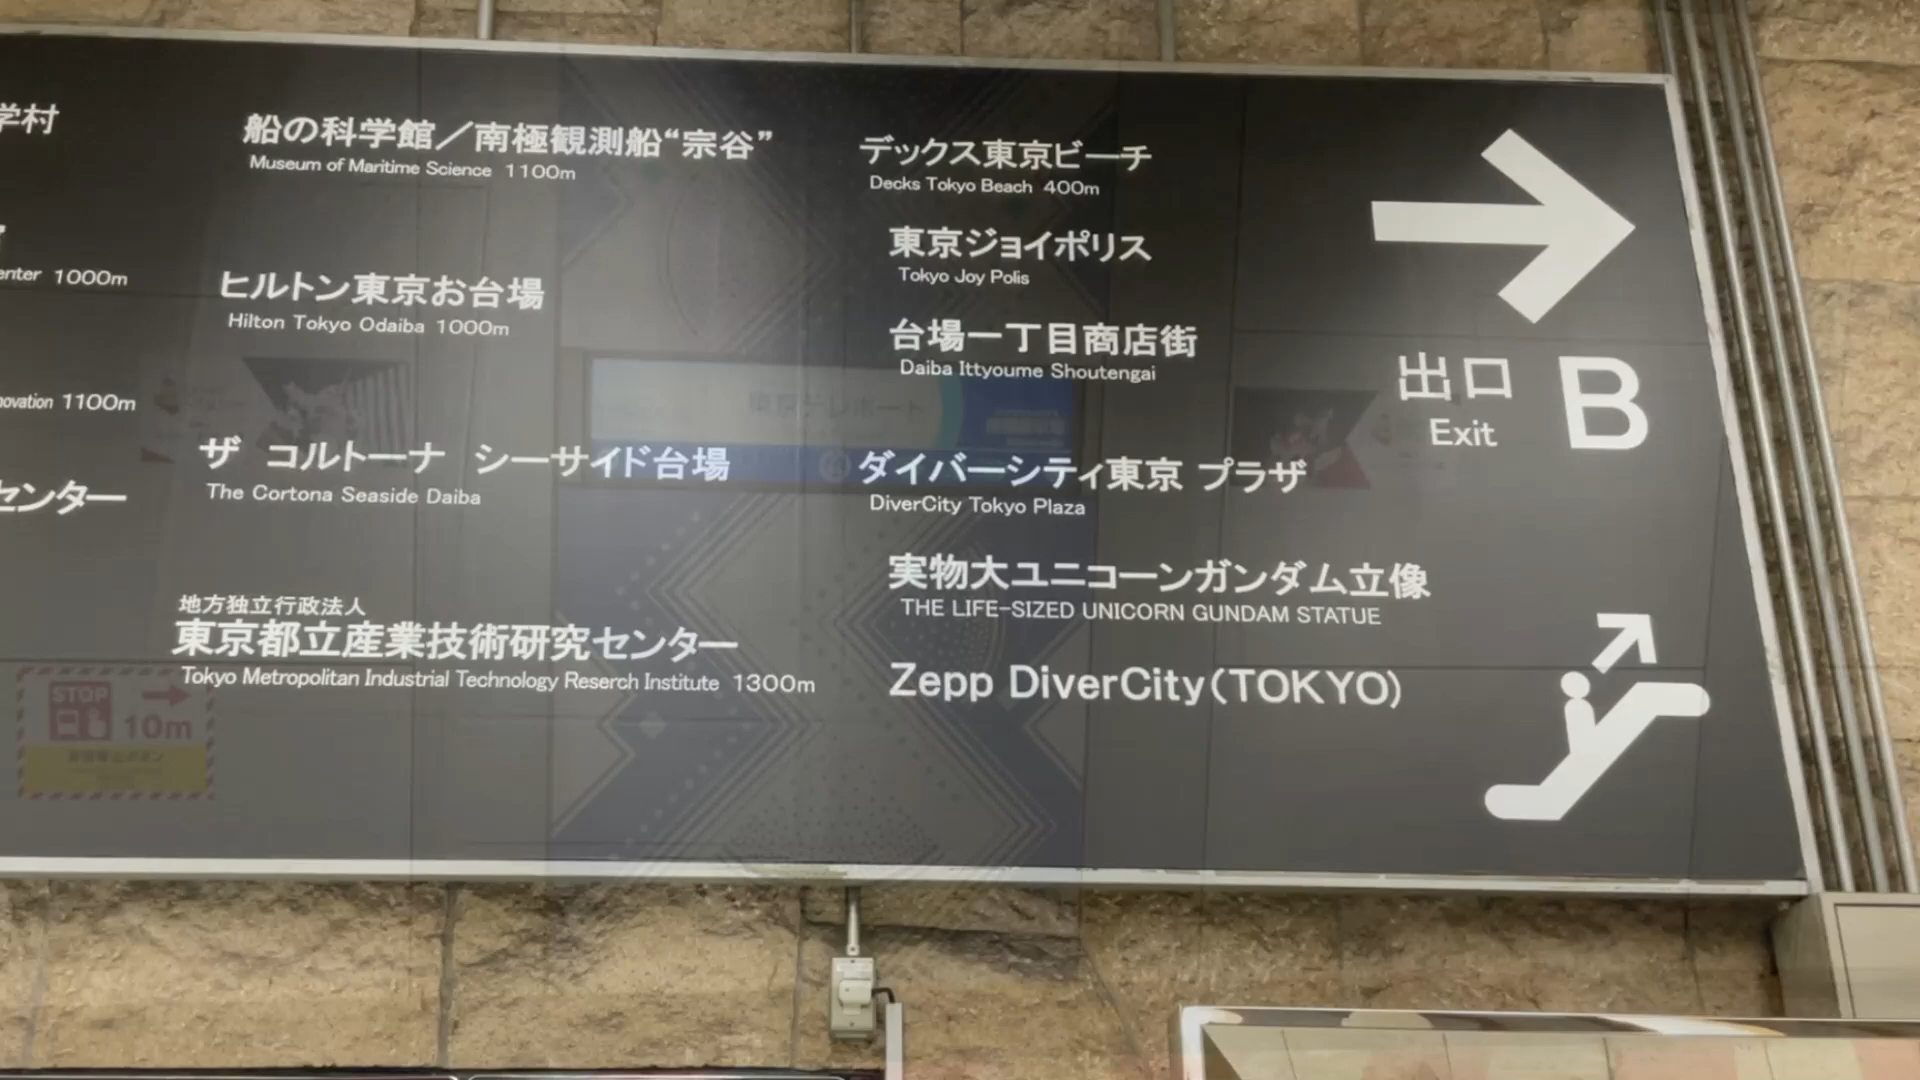 学村
enter 1000m
novation 1100m
センター
船の科学館／南極観測船“宗谷”
Museum of Maritime Science 1100m
ヒルトン東京お台場
Hilton Tokyo Odaiba 1000m
ザ コルトーナ シーサイド台場
The Cortona Seaside Daiba
地方独立行政法人
東京都立産業技術研究センター
Tokyo Metropolitan Industrial Technology Reserch Institute 1300m
デックス東京ビーチ
Decks Tokyo Beach 400m
東京ジョイポリス
Tokyo Joy Polis
台場一丁目商店街
Daiba Ittyoume Shoutengai
ダイバーシティ東京 プラザ
DiverCity Tokyo Plaza
実物大ユニコーンガンダム立像
THE LIFE-SIZED UNICORN GUNDAM STATUE
Zepp DiverCity(TOKYO)
出口
Exit
B
東京テレポート
STOP
10m